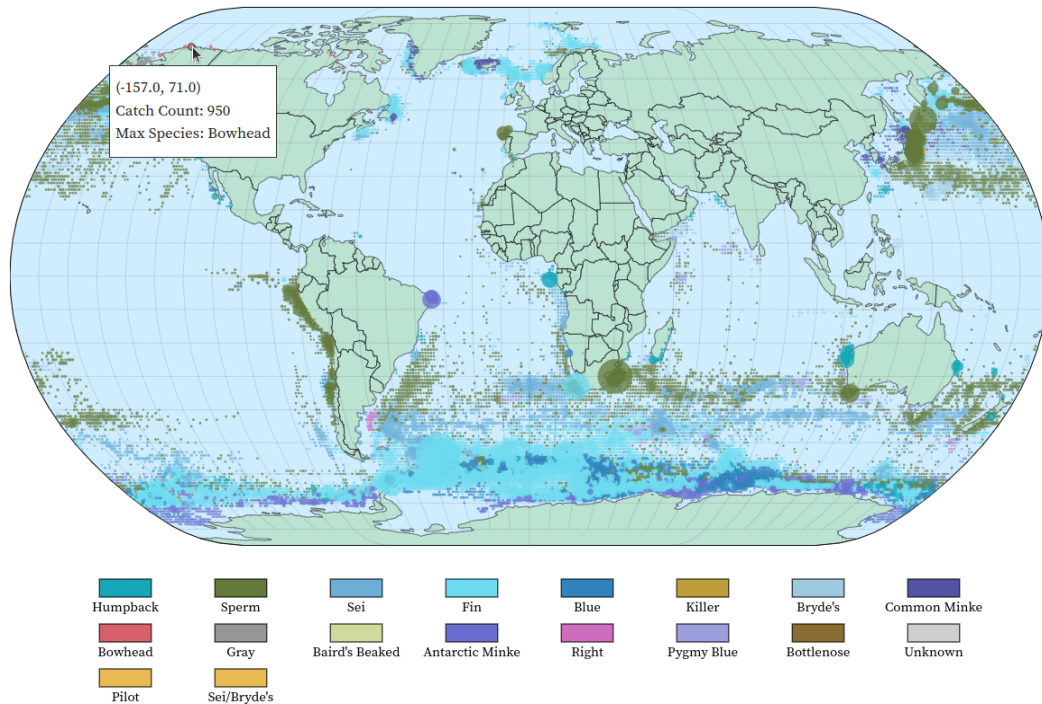 (-157.0, 71.0)
Catch Count: 950
Max Species: Bowhead
Humpback Sperm Sei Fin Blue Killer Bryde's Common Minke
Bowhead Gray Baird's Beaked Antarctic Minke Right Pygmy Blue Bottlenose Unknown
Pilot Sei/Bryde's